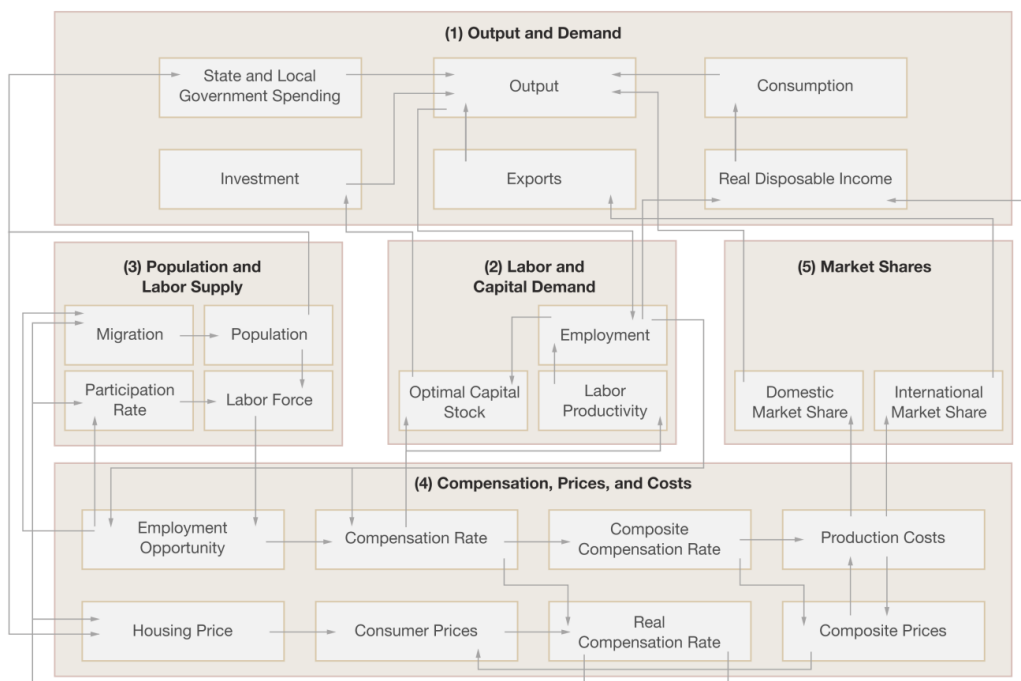 (1) Output and Demand
State and Local
Government Spending
Output
Consumption
Investment
Exports
Real Disposable Income
(3) Population and
Labor Supply
Migration
Population
Participation
Rate
Labor Force
(2) Labor and
Capital Demand
Employment
Optimal Capital
Stock
Labor
Productivity
(5) Market Shares
Domestic
Market Share
International
Market Share
(4) Compensation, Prices, and Costs
Employment
Opportunity
Compensation Rate
Composite
Compensation Rate
Production Costs
Housing Price
Consumer Prices
Real
Compensation Rate
Composite Prices